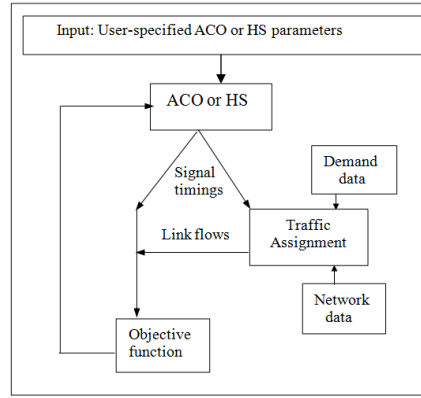 Input: User-specified ACO or HS parameters
ACO or HS
Signal
timings
Demand
data
Traffic
Assignment
Link flows
Network
data
Objective
function